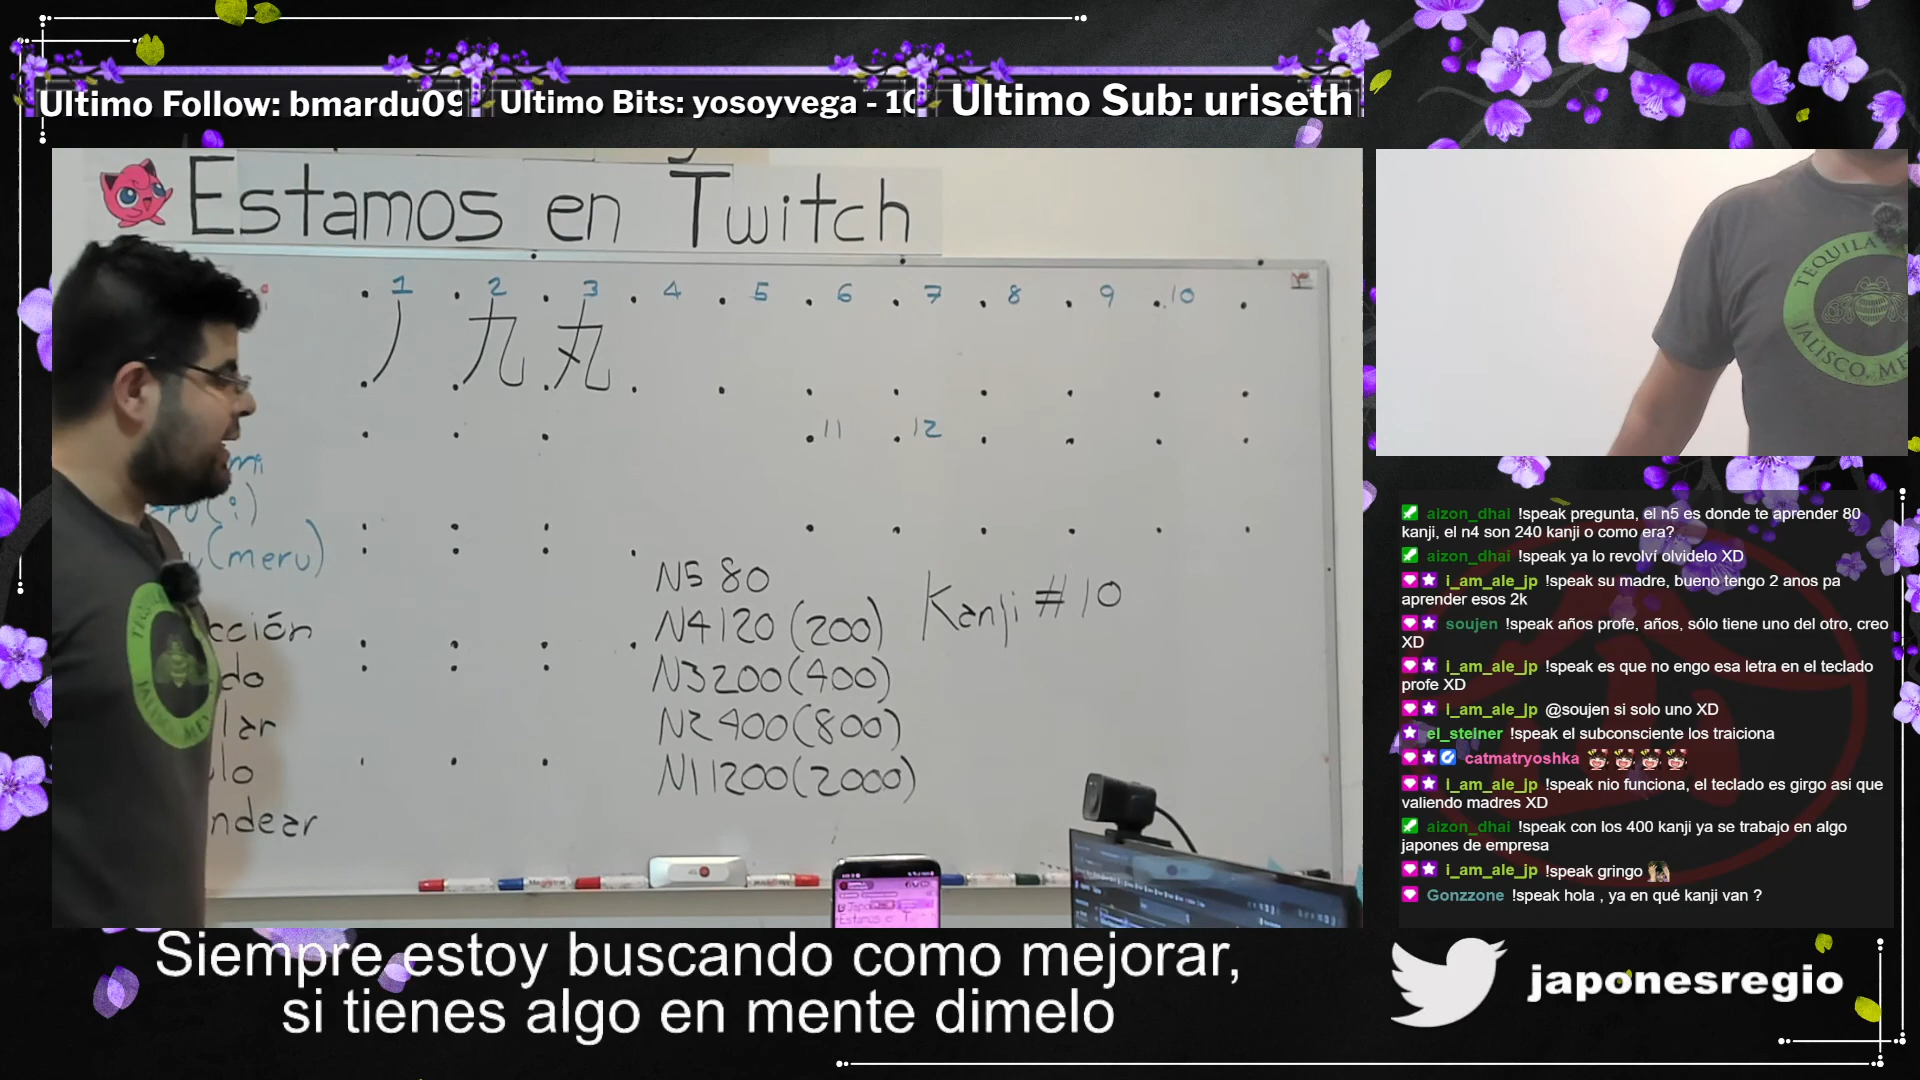 Ultimo Follow: bmardu09
Ultimo Bits: yosoyvega - 10
Ultimo Sub: uriseth
Estamos en Twitch
1 2 3 4 5 6 7 8 9 10
丿 九 丸
11 12
mi
(i)
(meru)
cción
do
lar
lo
ndear
N5 80
N4 120 (200)
N3 200 (400)
N2 400 (800)
N1 1200 (2000)
Kanji #10
TEQUILA
JALISCO, ME
aizon_dhai !speak pregunta, el n5 es donde te aprender 80
kanji, el n4 son 240 kanji o como era?
aizon_dhai !speak ya lo revolví olvidelo XD
i_am_ale_jp !speak su madre, bueno tengo 2 anos pa
aprender esos 2k
soujen !speak años profe, años, sólo tiene uno del otro, creo
XD
i_am_ale_jp !speak es que no engo esa letra en el teclado
profe XD
i_am_ale_jp @soujen si solo uno XD
el_steiner !speak el subconsciente los traiciona
catmatryoshka
i_am_ale_jp !speak nio funciona, el teclado es girgo asi que
valiendo madres XD
aizon_dhai !speak con los 400 kanji ya se trabajo en algo
japones de empresa
i_am_ale_jp !speak gringo
Gonzzone !speak hola , ya en qué kanji van ?
Siempre estoy buscando como mejorar,
si tienes algo en mente dimelo
japonesregio